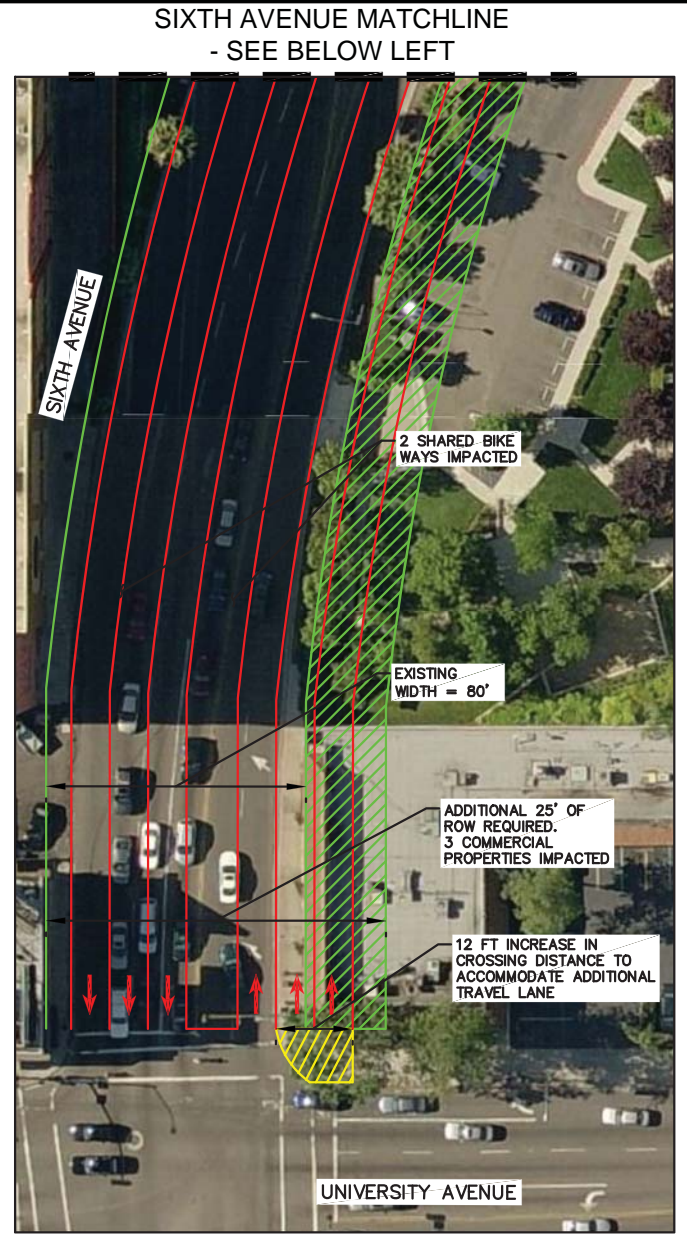 SIXTH AVENUE MATCHLINE
- SEE BELOW LEFT
SIXTH AVENUE
2 SHARED BIKE
WAYS IMPACTED
EXISTING
WIDTH = 80'
ADDITIONAL 25' OF
ROW REQUIRED.
3 COMMERCIAL
PROPERTIES IMPACTED
12 FT INCREASE IN
CROSSING DISTANCE TO
ACCOMMODATE ADDITIONAL
TRAVEL LANE
UNIVERSITY AVENUE